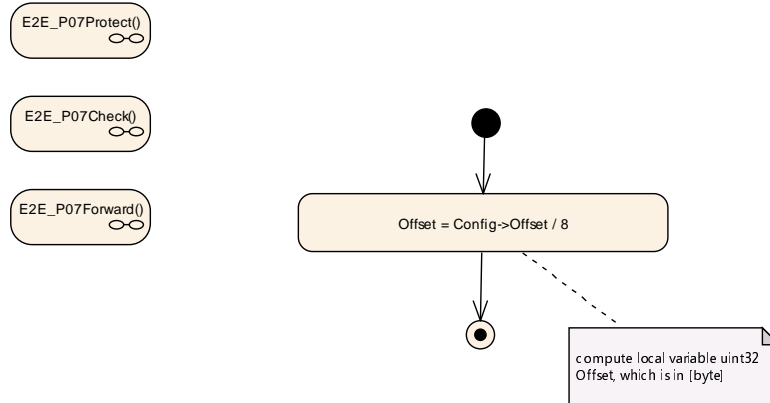 E2E_P07Protect()
E2E_P07Check()
E2E_P07Forward()
Offset = Config->Offset / 8
compute local variable uint32
Offset, which is in [byte]